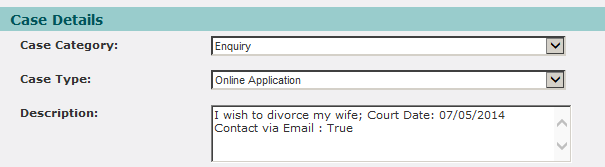 Case Details
Case Category: Enquiry
Case Type: Online Application
Description: I wish to divorce my wife; Court Date: 07/05/2014
Contact via Email : True